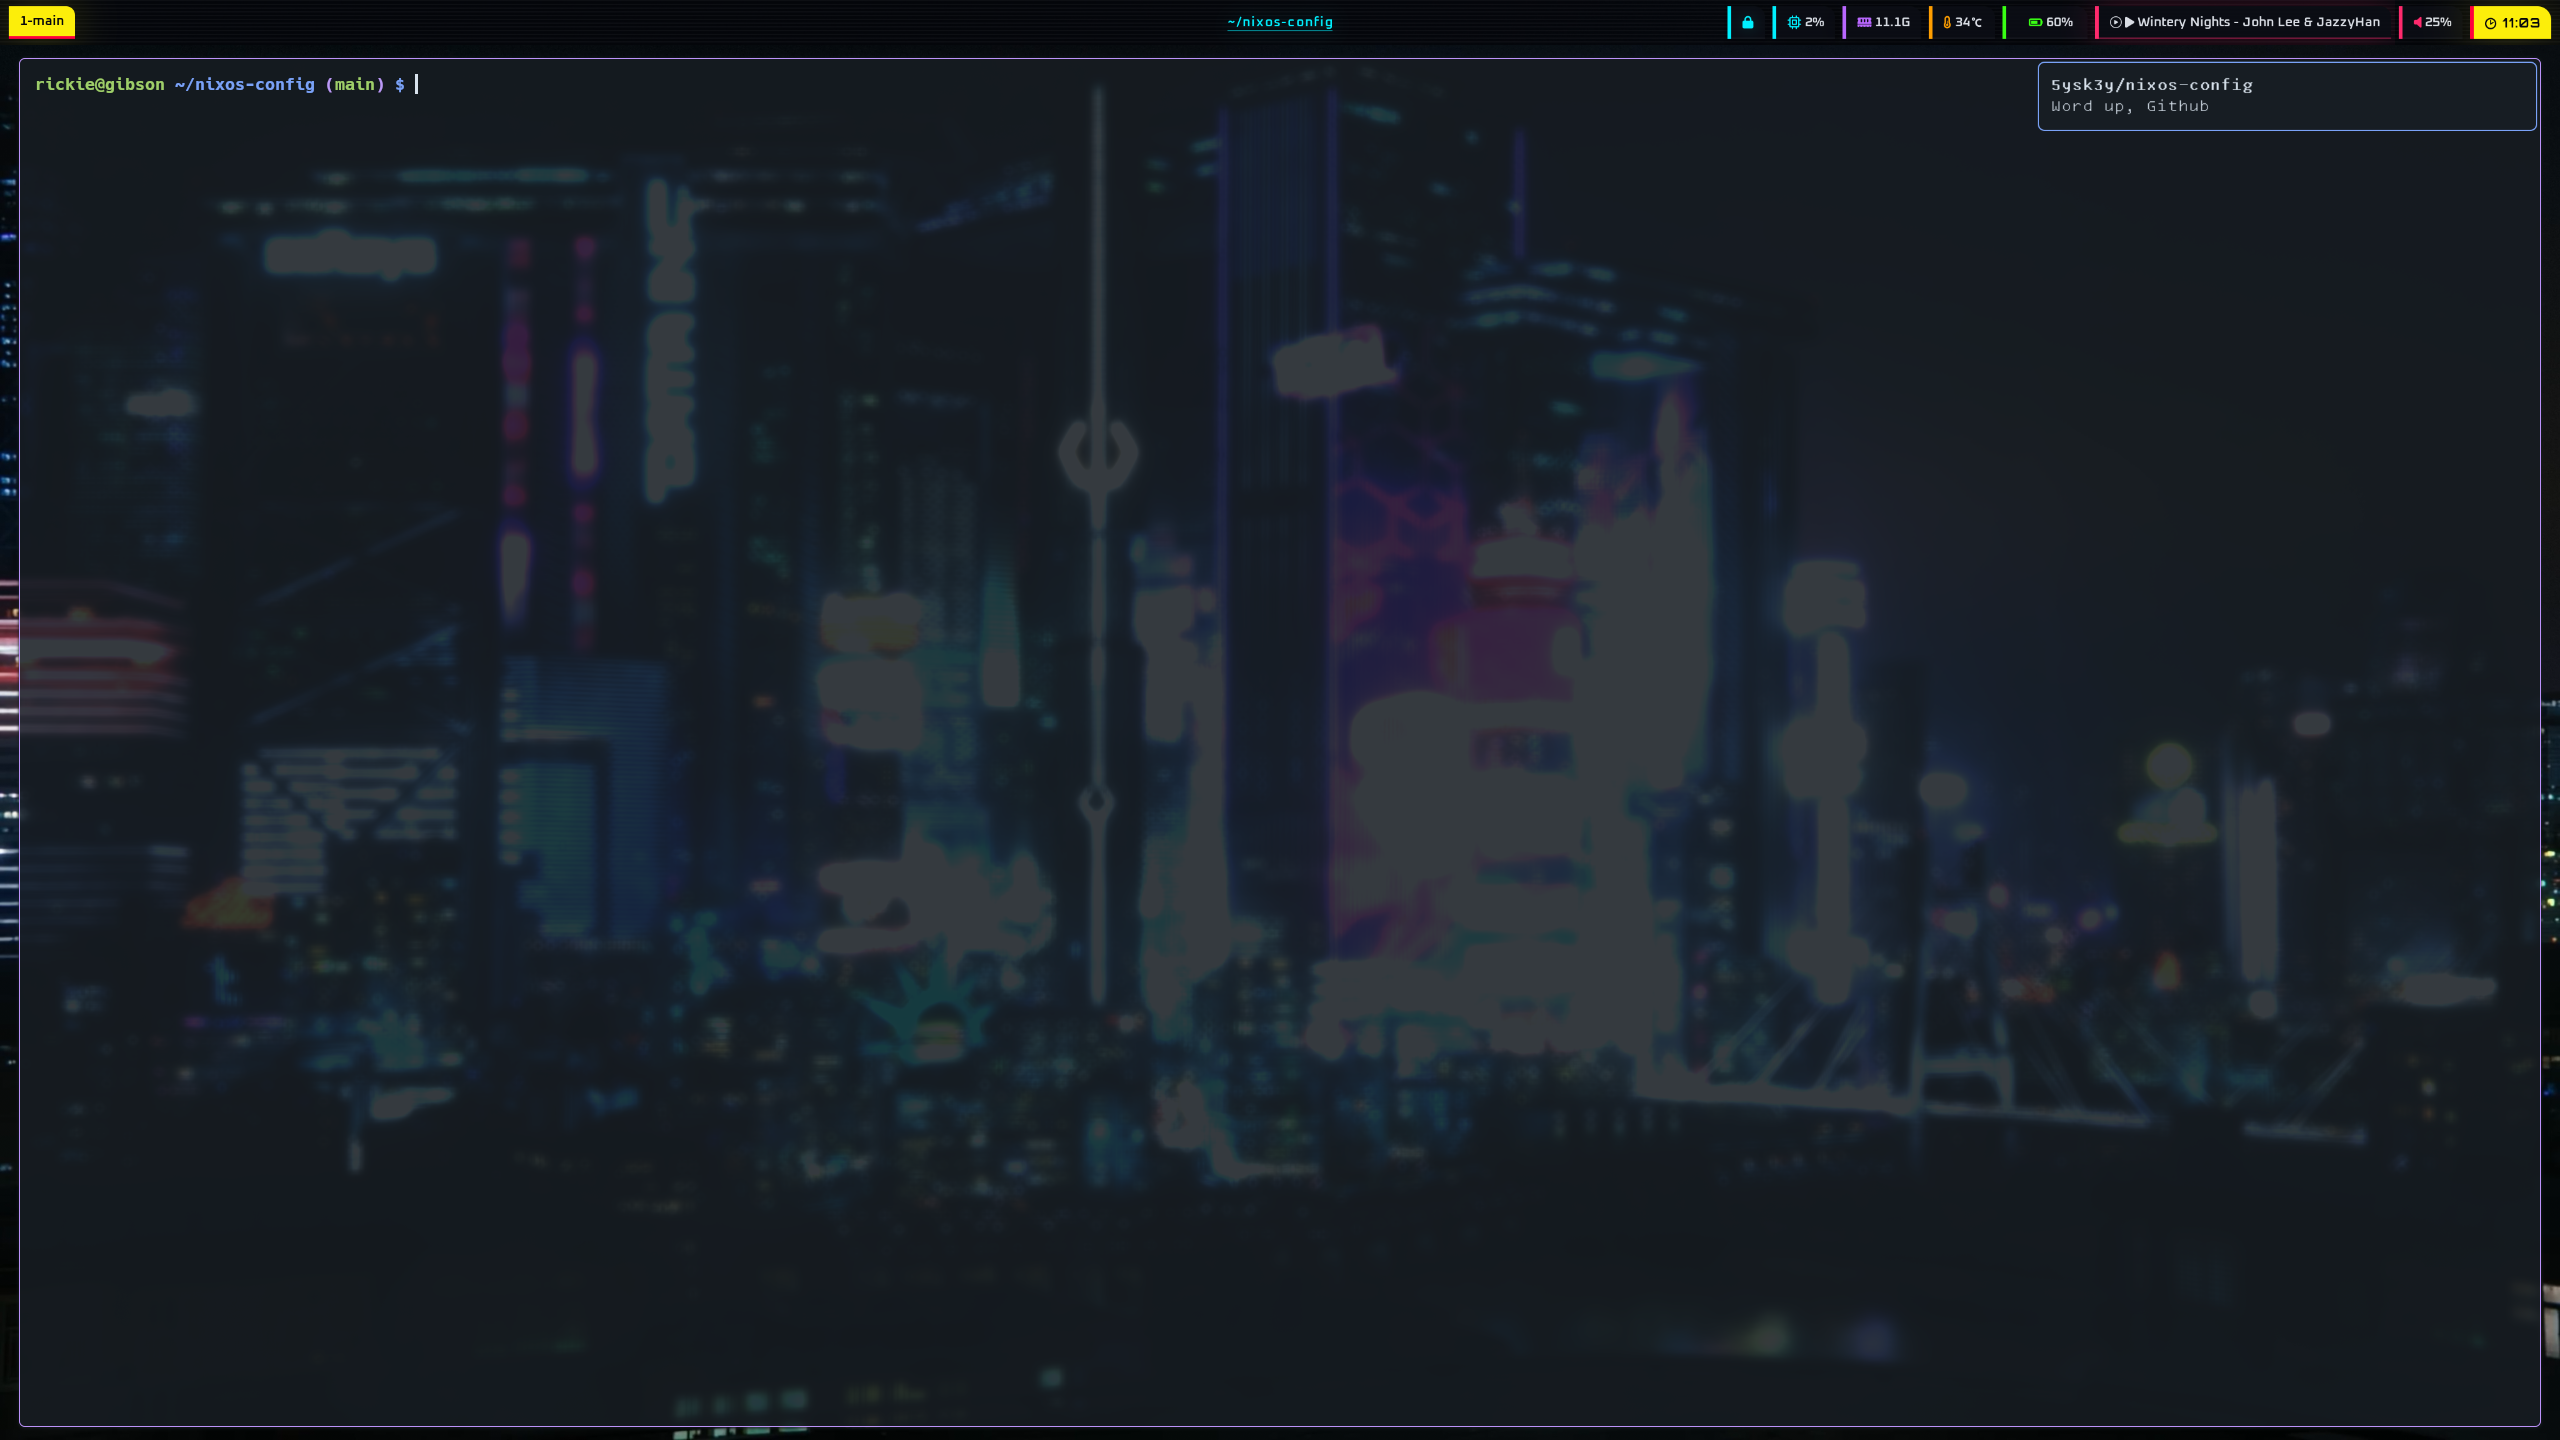 1-main
~/nixos-config
2%
11.1G
34℃
60%
Wintery Nights - John Lee & JazzyHan
25%
11:03
rickie@gibson ~/nixos-config (main) $
5ysk3y/nixos-config
Word up, Github